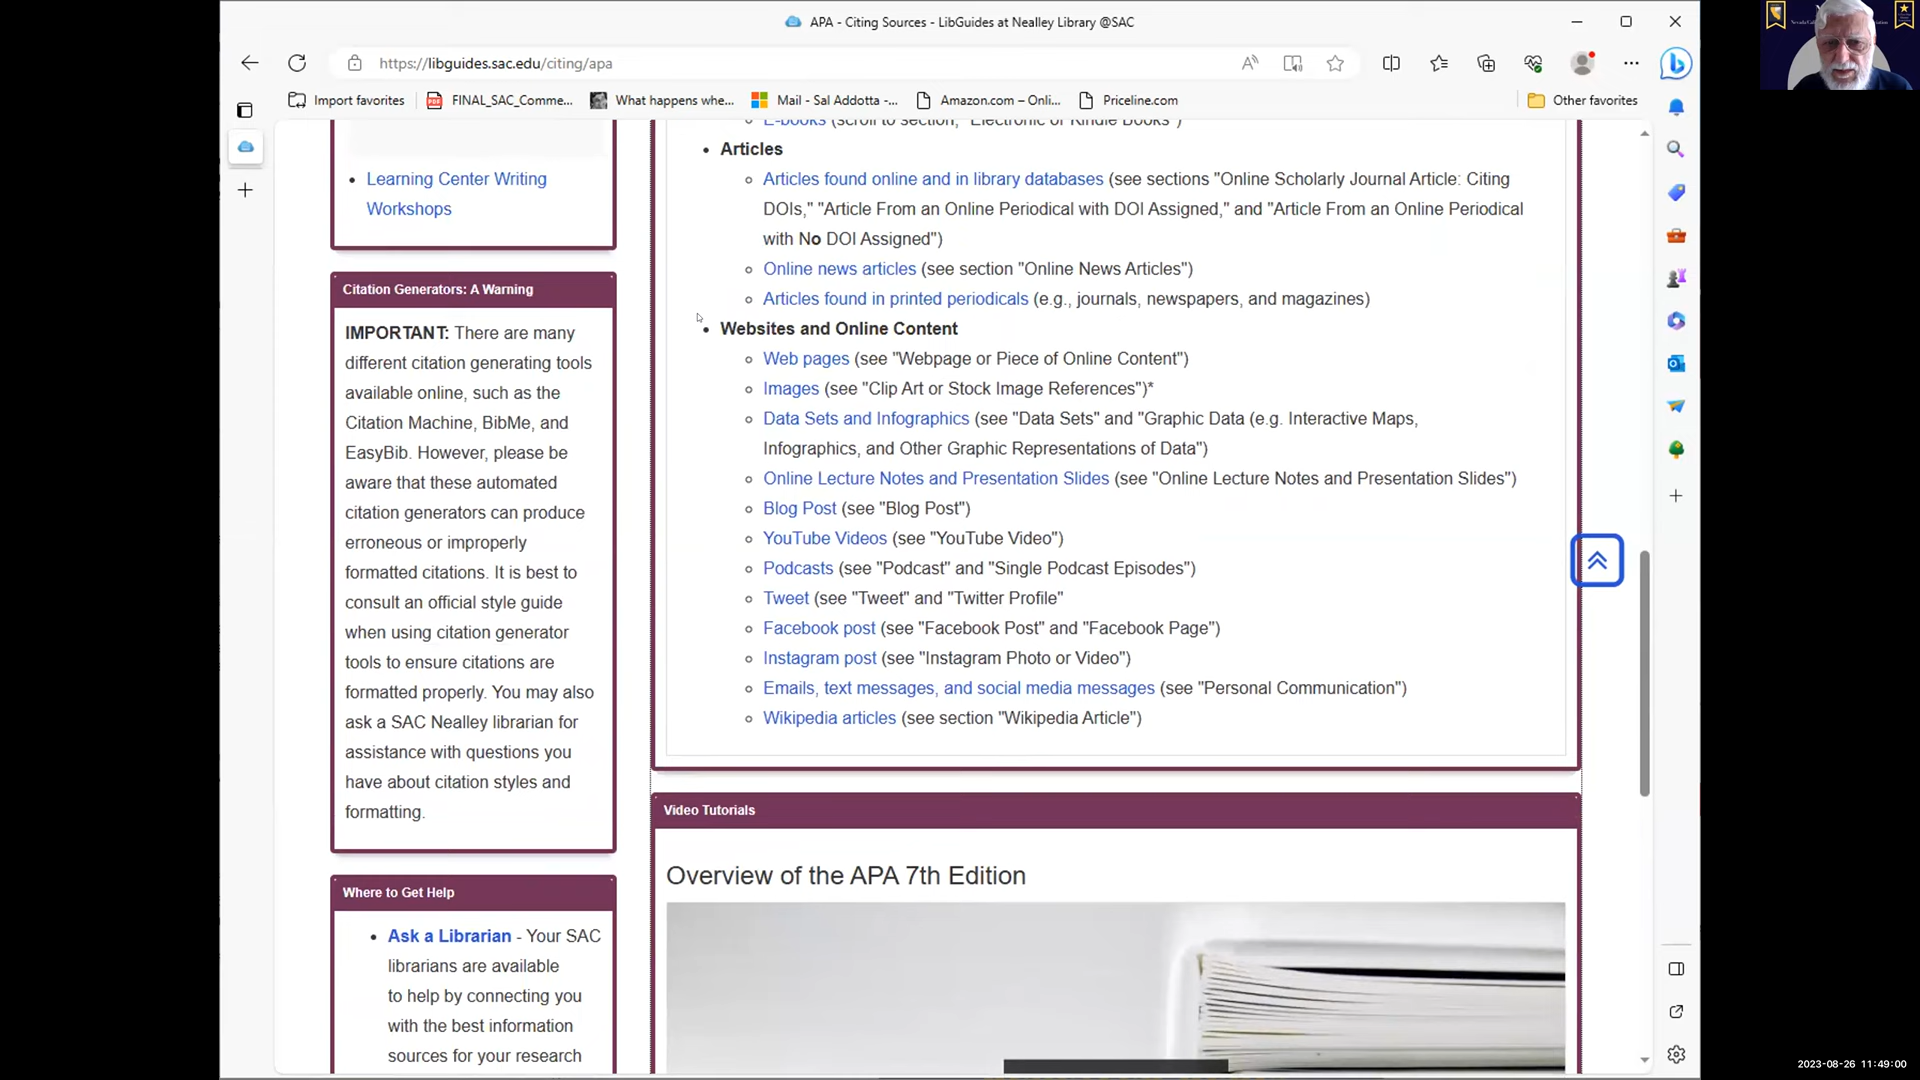 APA - Citing Sources - LibGuides at Nealley Library @SAC
https://libguides.sac.edu/citing/apa
Import favorites
FINAL_SAC_Comme...
What happens whe...
Mail - Sal Addotta -...
Amazon.com – Onli...
Priceline.com
Other favorites
Learning Center Writing
Workshops
Citation Generators: A Warning
IMPORTANT: There are many
different citation generating tools
available online, such as the
Citation Machine, BibMe, and
EasyBib. However, please be
aware that these automated
citation generators can produce
erroneous or improperly
formatted citations. It is best to
consult an official style guide
when using citation generator
tools to ensure citations are
formatted properly. You may also
ask a SAC Nealley librarian for
assistance with questions you
have about citation styles and
formatting.
Where to Get Help
Ask a Librarian - Your SAC
librarians are available
to help by connecting you
with the best information
sources for your research
E-books (scroll to section, "Electronic or Kindle Books")
Articles
Articles found online and in library databases (see sections "Online Scholarly Journal Article: Citing
DOIs," "Article From an Online Periodical with DOI Assigned," and "Article From an Online Periodical
with No DOI Assigned")
Online news articles (see section "Online News Articles")
Articles found in printed periodicals (e.g., journals, newspapers, and magazines)
Websites and Online Content
Web pages (see "Webpage or Piece of Online Content")
Images (see "Clip Art or Stock Image References")*
Data Sets and Infographics (see "Data Sets" and "Graphic Data (e.g. Interactive Maps,
Infographics, and Other Graphic Representations of Data")
Online Lecture Notes and Presentation Slides (see "Online Lecture Notes and Presentation Slides")
Blog Post (see "Blog Post")
YouTube Videos (see "YouTube Video")
Podcasts (see "Podcast" and "Single Podcast Episodes")
Tweet (see "Tweet" and "Twitter Profile"
Facebook post (see "Facebook Post" and "Facebook Page")
Instagram post (see "Instagram Photo or Video")
Emails, text messages, and social media messages (see "Personal Communication")
Wikipedia articles (see section "Wikipedia Article")
Video Tutorials
Overview of the APA 7th Edition
2023-08-26 11:49:00